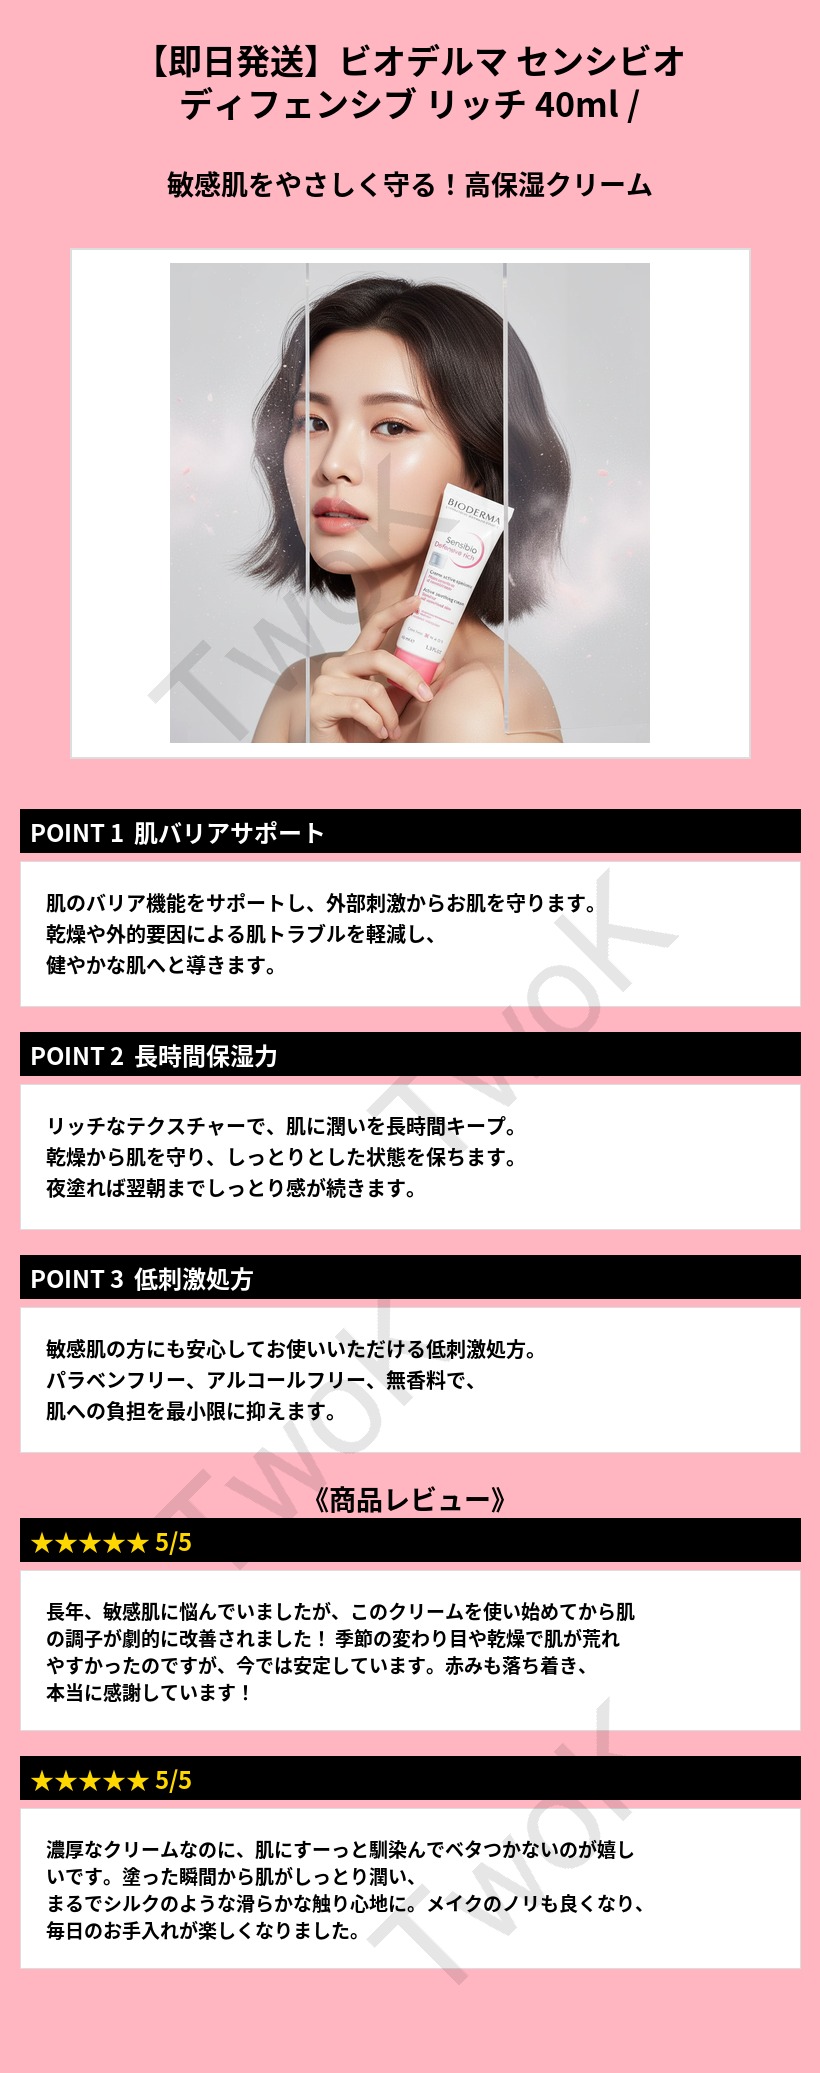 【即日発送】ビオデルマ センシビオ
ディフェンシブ リッチ 40ml /
敏感肌をやさしく守る！高保湿クリーム
BIODERMA
Sensibio
Defensive rich
Active soothing cream
TwoK
POINT 1 肌バリアサポート
肌のバリア機能をサポートし、外部刺激からお肌を守ります。
乾燥や外的要因による肌トラブルを軽減し、
健やかな肌へと導きます。
TwoK
POINT 2 長時間保湿力
リッチなテクスチャーで、肌に潤いを長時間キープ。
乾燥から肌を守り、しっとりとした状態を保ちます。
夜塗れば翌朝までしっとり感が続きます。
POINT 3 低刺激処方
敏感肌の方にも安心してお使いいただける低刺激処方。
パラベンフリー、アルコールフリー、無香料で、
肌への負担を最小限に抑えます。
TwoK
《商品レビュー》
★★★★★ 5/5
長年、敏感肌に悩んでいましたが、このクリームを使い始めてから肌
の調子が劇的に改善されました！ 季節の変わり目や乾燥で肌が荒れ
やすかったのですが、今では安定しています。赤みも落ち着き、
本当に感謝しています！
★★★★★ 5/5
濃厚なクリームなのに、肌にすーっと馴染んでベタつかないのが嬉し
いです。塗った瞬間から肌がしっとり潤い、
まるでシルクのような滑らかな触り心地に。メイクのノリも良くなり、
毎日のお手入れが楽しくなりました。
TwoK